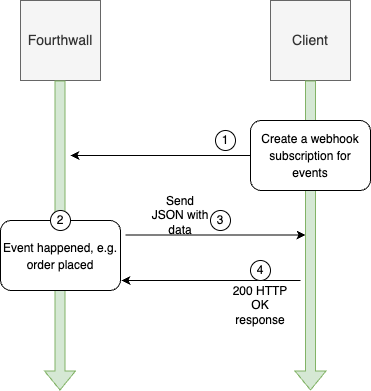 Fourthwall
Client
1
Create a webhook
subscription for
events
2
Event happened, e.g.
order placed
Send
JSON with
data
3
4
200 HTTP
OK
response